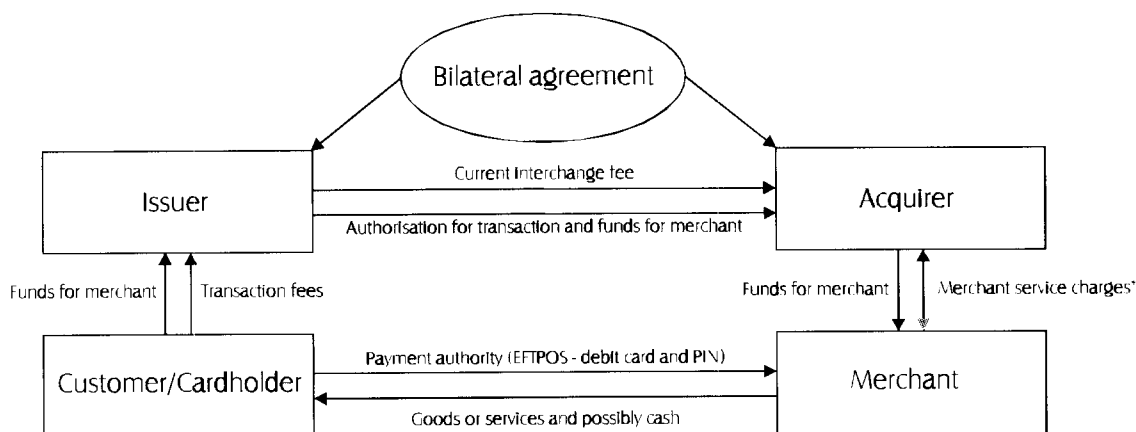 Bilateral agreement
Current interchange fee
Issuer
Acquirer
Authorisation for transaction and funds for merchant
Funds for merchant
Transaction fees
Funds for merchant
Merchant service charges*
Payment authority (EFTPOS - debit card and PIN)
Customer/Cardholder
Merchant
Goods or services and possibly cash